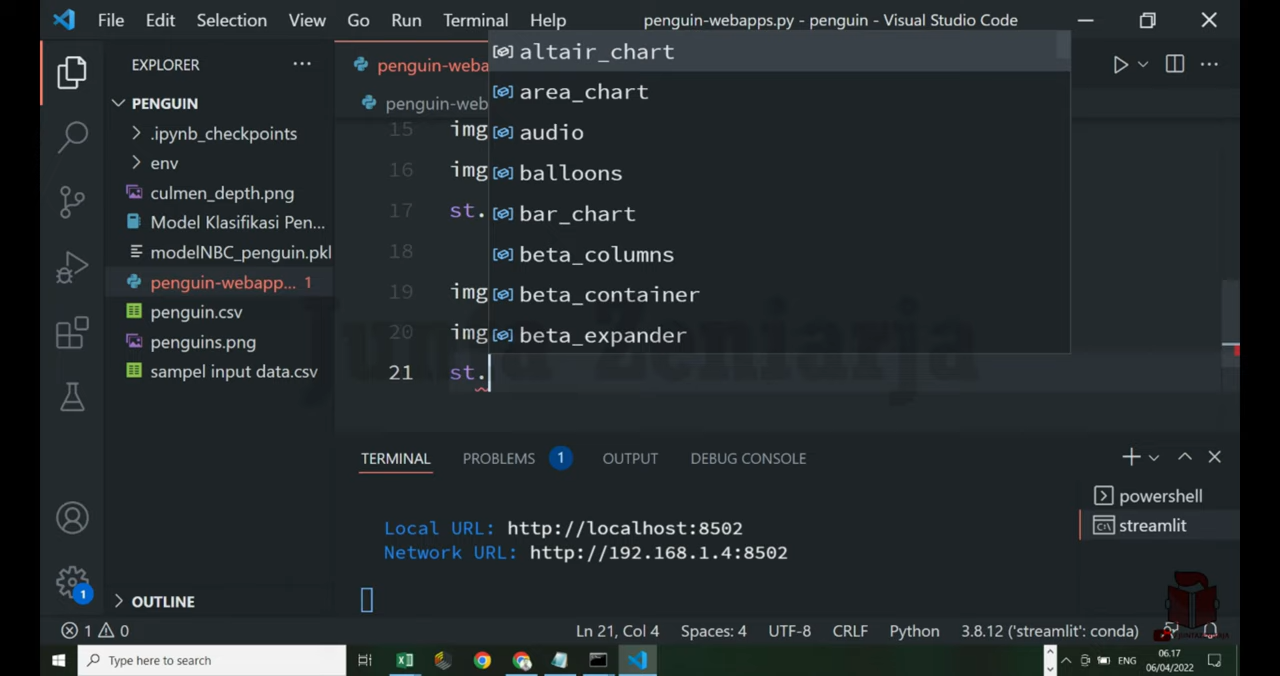 File Edit Selection View Go Run Terminal Help penguin-webapps.py - penguin - Visual Studio Code
EXPLORER
PENGUIN
.ipynb_checkpoints
env
culmen_depth.png
Model Klasifikasi Pen...
modelNBC_penguin.pkl
penguin-webapp... 1
penguin.csv
penguins.png
sampel input data.csv
OUTLINE
penguin-weba
penguin-web
15 img
16 img
17 st.
18
19 img
20 img
21 st.
altair_chart
area_chart
audio
balloons
bar_chart
beta_columns
beta_container
beta_expander
Junta Zeniarja
TERMINAL PROBLEMS 1 OUTPUT DEBUG CONSOLE
Local URL: http://localhost:8502
Network URL: http://192.168.1.4:8502
powershell
streamlit
1
1 0 Ln 21, Col 4 Spaces: 4 UTF-8 CRLF Python 3.8.12 ('streamlit': conda)
Type here to search
ENG
06.17
06/04/2022